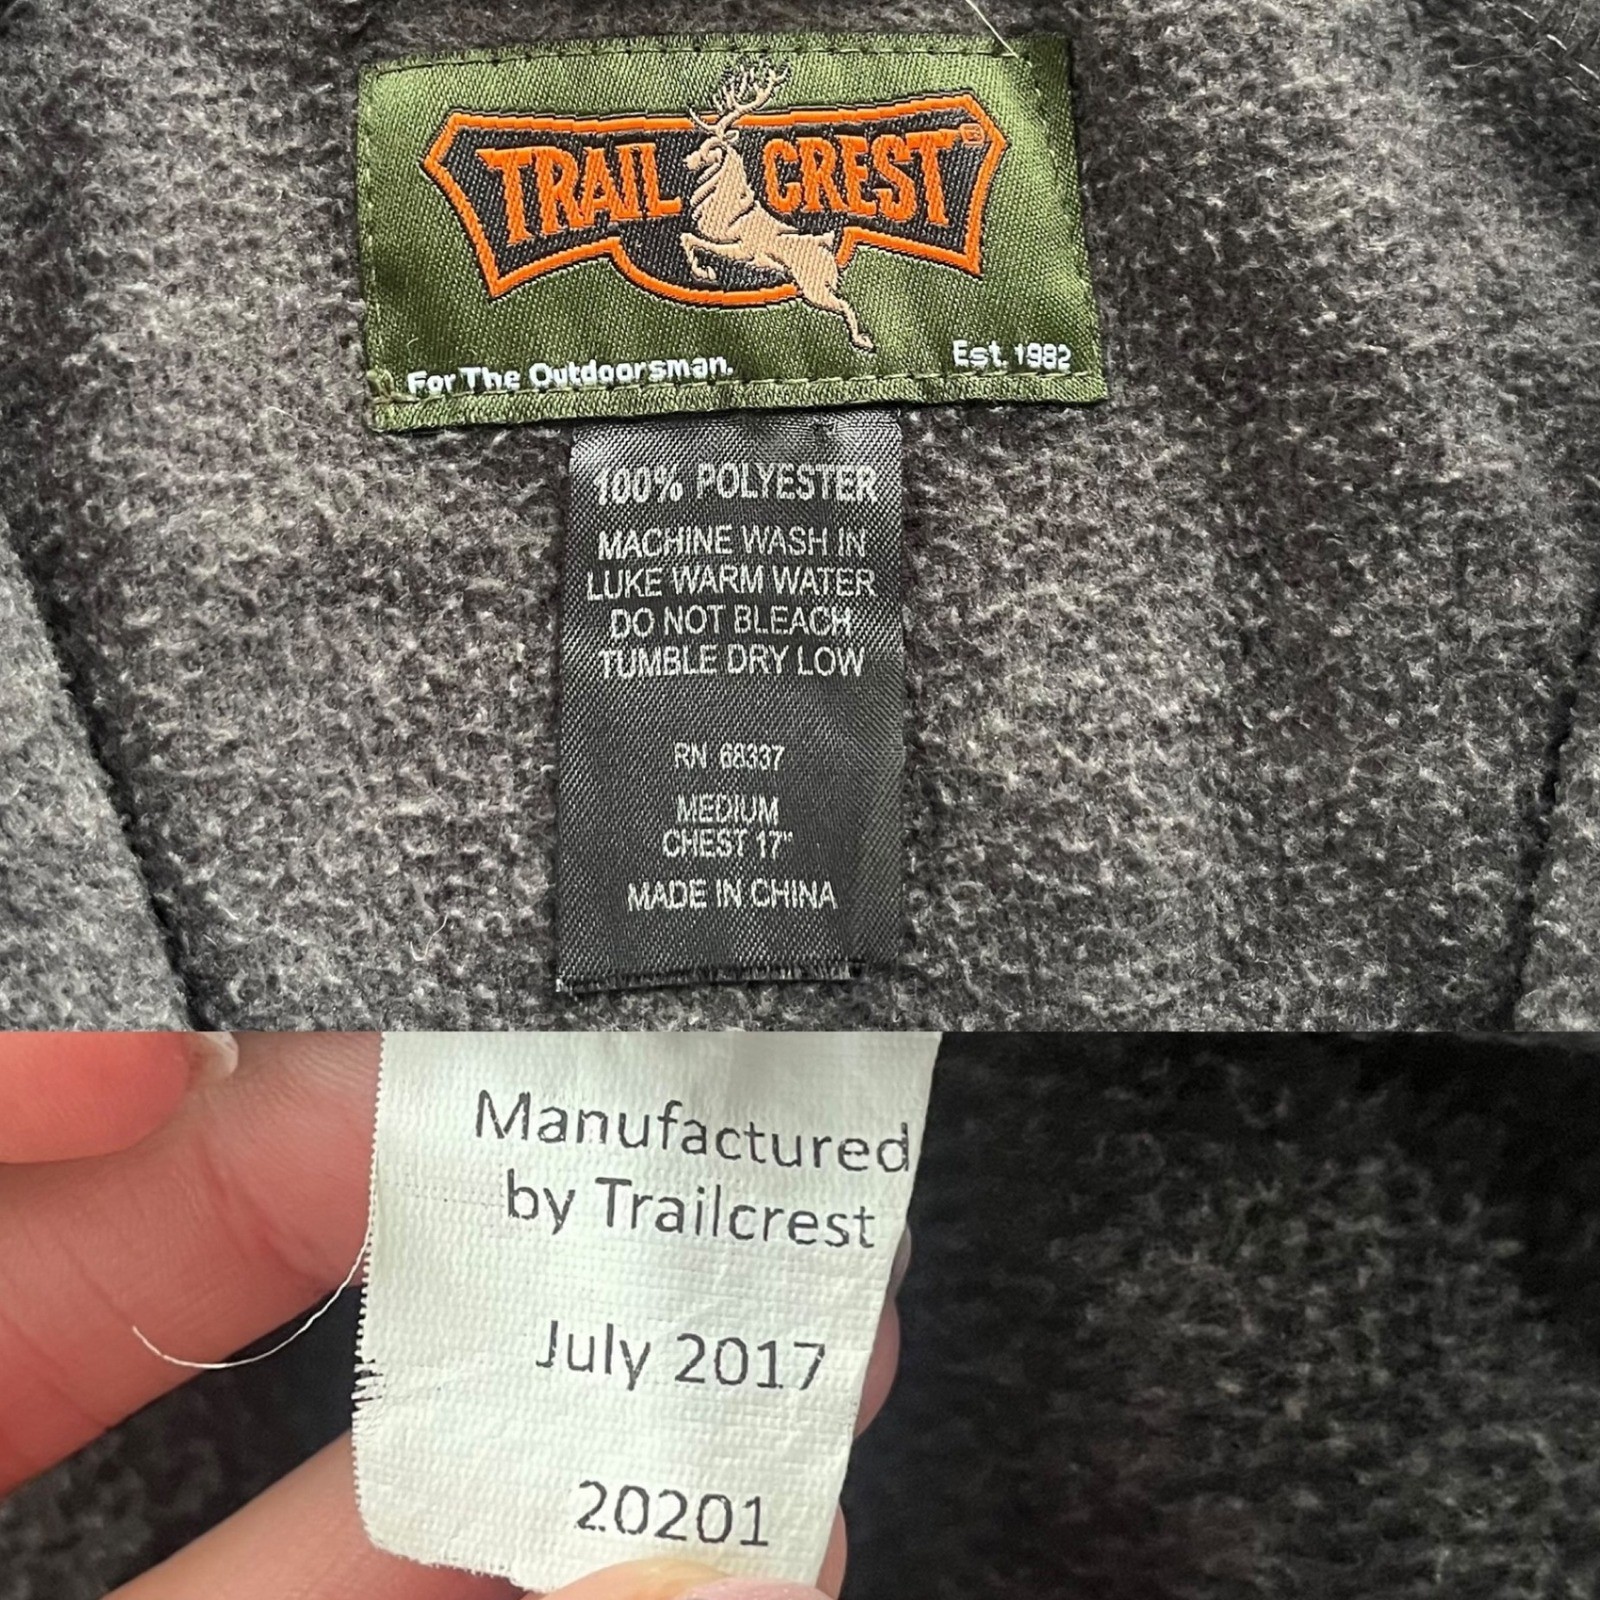 TRAIL CREST®
For The Outdoorsman.
Est. 1982
100% POLYESTER
MACHINE WASH IN
LUKE WARM WATER
DO NOT BLEACH
TUMBLE DRY LOW
RN 68337
MEDIUM
CHEST 17"
MADE IN CHINA
Manufactured
by Trailcrest
July 2017
20201